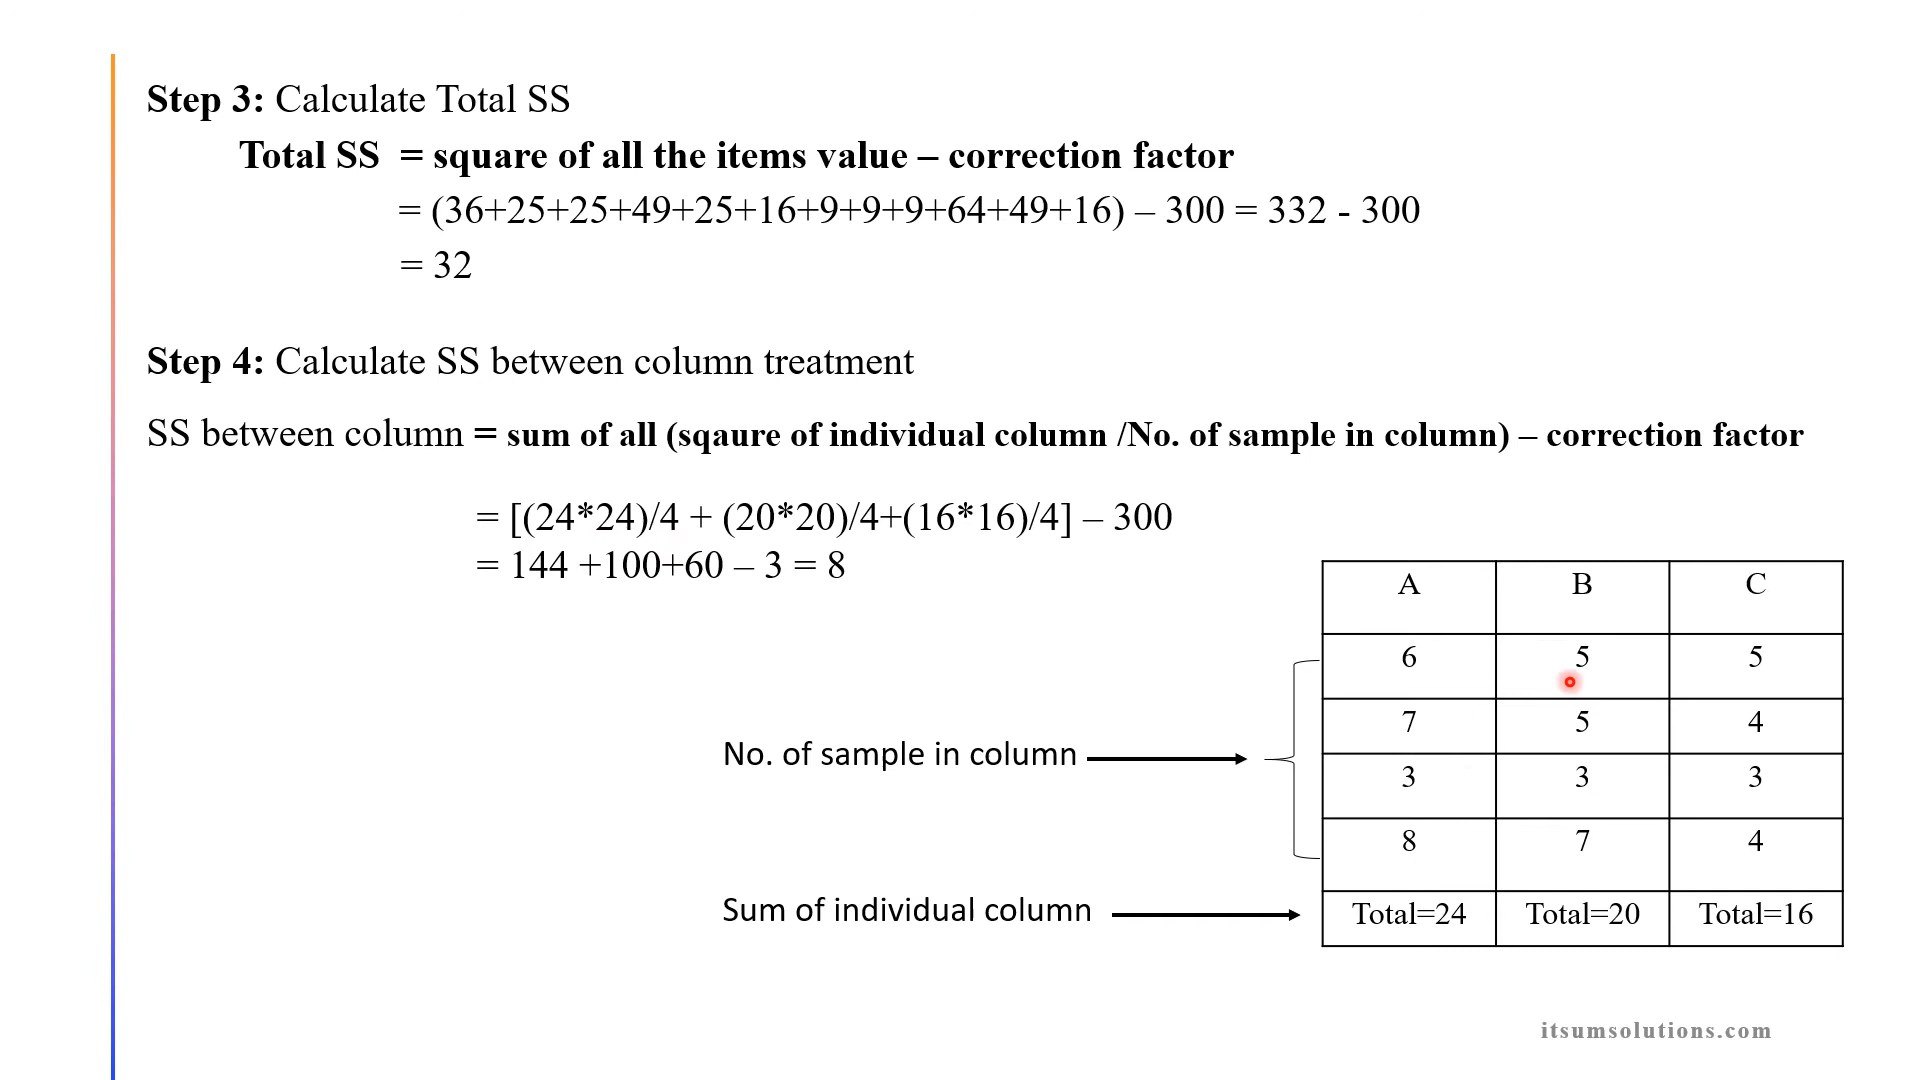 Step 3: Calculate Total SS
Total SS = square of all the items value – correction factor
= (36+25+25+49+25+16+9+9+9+64+49+16) – 300 = 332 - 300
= 32
Step 4: Calculate SS between column treatment
SS between column = sum of all (sqaure of individual column /No. of sample in column) – correction factor
= [(24*24)/4 + (20*20)/4+(16*16)/4] – 300
= 144 +100+60 – 3 = 8
A B C
6 5 5
7 5 4
No. of sample in column
3 3 3
8 7 4
Sum of individual column
Total=24 Total=20 Total=16
itsumsolutions.com